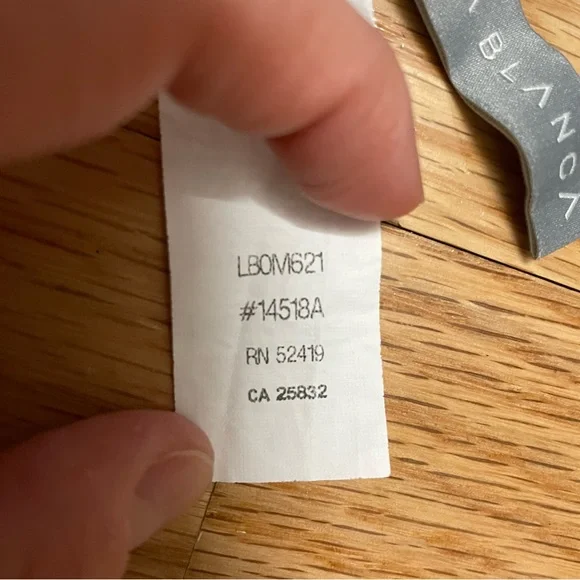 LB0M621
#14518A
RN 52419
CA 25832
BLANCA